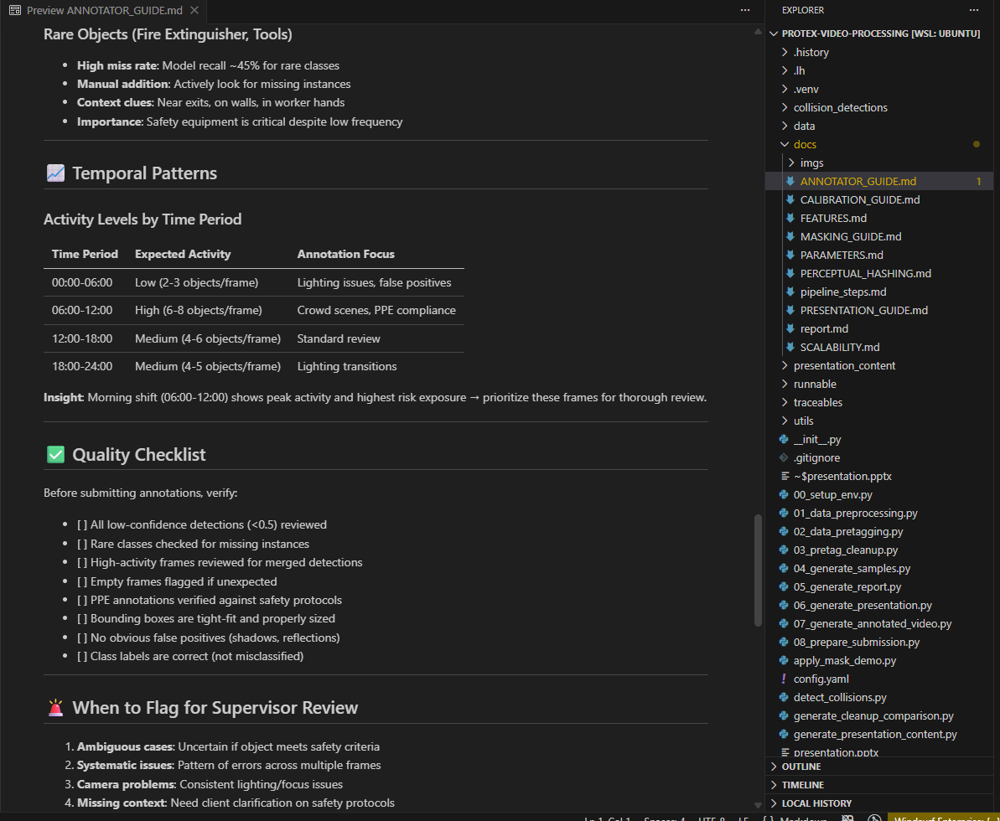 Preview ANNOTATOR_GUIDE.md
Rare Objects (Fire Extinguisher, Tools)
High miss rate: Model recall ~45% for rare classes
Manual addition: Actively look for missing instances
Context clues: Near exits, on walls, in worker hands
Importance: Safety equipment is critical despite low frequency
Temporal Patterns
Activity Levels by Time Period
Time Period Expected Activity Annotation Focus
00:00-06:00 Low (2-3 objects/frame) Lighting issues, false positives
06:00-12:00 High (6-8 objects/frame) Crowd scenes, PPE compliance
12:00-18:00 Medium (4-6 objects/frame) Standard review
18:00-24:00 Medium (4-5 objects/frame) Lighting transitions
Insight: Morning shift (06:00-12:00) shows peak activity and highest risk exposure → prioritize these frames for thorough review.
Quality Checklist
Before submitting annotations, verify:
[ ] All low-confidence detections (<0.5) reviewed
[ ] Rare classes checked for missing instances
[ ] High-activity frames reviewed for merged detections
[ ] Empty frames flagged if unexpected
[ ] PPE annotations verified against safety protocols
[ ] Bounding boxes are tight-fit and properly sized
[ ] No obvious false positives (shadows, reflections)
[ ] Class labels are correct (not misclassified)
When to Flag for Supervisor Review
1. Ambiguous cases: Uncertain if object meets safety criteria
2. Systematic issues: Pattern of errors across multiple frames
3. Camera problems: Consistent lighting/focus issues
4. Missing context: Need client clarification on safety protocols
EXPLORER
PROTEX-VIDEO-PROCESSING [WSL: UBUNTU]
.history
.lh
.venv
collision_detections
data
docs
imgs
ANNOTATOR_GUIDE.md 1
CALIBRATION_GUIDE.md
FEATURES.md
MASKING_GUIDE.md
PARAMETERS.md
PERCEPTUAL_HASHING.md
pipeline_steps.md
PRESENTATION_GUIDE.md
report.md
SCALABILITY.md
presentation_content
runnable
traceables
utils
__init__.py
.gitignore
~$presentation.pptx
00_setup_env.py
01_data_preprocessing.py
02_data_pretagging.py
03_pretag_cleanup.py
04_generate_samples.py
05_generate_report.py
06_generate_presentation.py
07_generate_annotated_video.py
08_prepare_submission.py
apply_mask_demo.py
config.yaml
detect_collisions.py
generate_cleanup_comparison.py
generate_presentation_content.py
presentation.pptx
OUTLINE
TIMELINE
LOCAL HISTORY
Ln 1, Col 1 Spaces: 4 UTF-8 LF { } Markdown Windsurf Enterprise